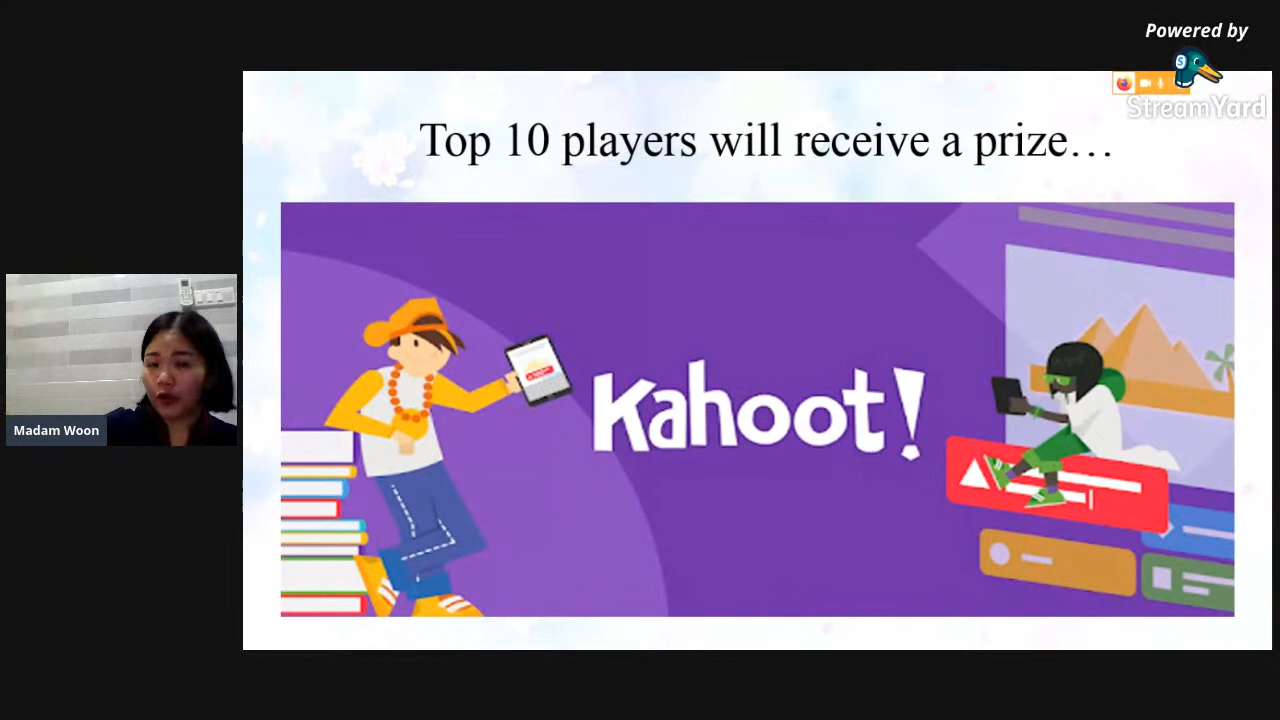 Powered by
StreamYard
Top 10 players will receive a prize…
Kahoot!
Madam Woon